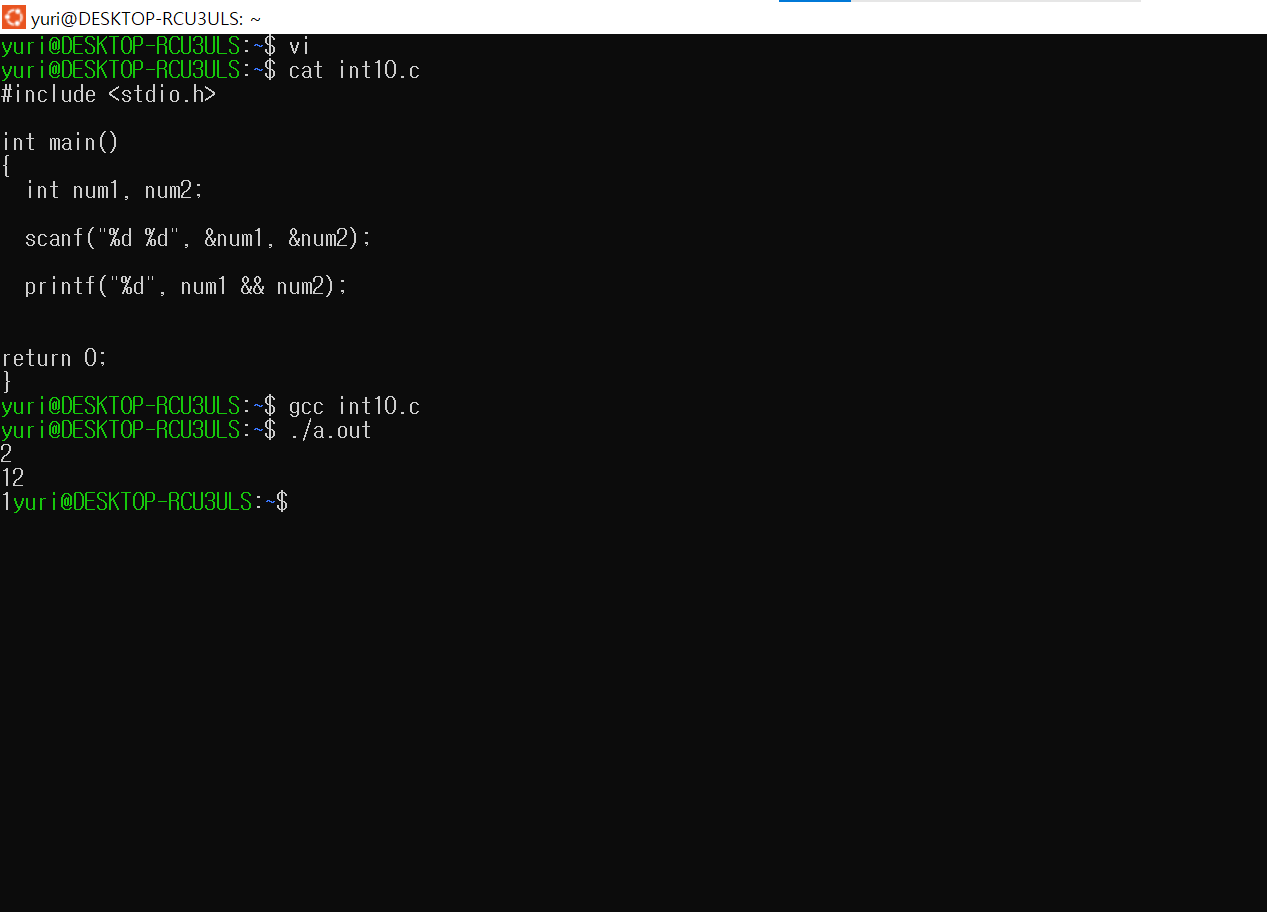 yuri@DESKTOP-RCU3ULS: ~
yuri@DESKTOP-RCU3ULS:~$ vi
yuri@DESKTOP-RCU3ULS:~$ cat int10.c
#include <stdio.h>
int main()
{
  int num1, num2;
  scanf("%d %d", &num1, &num2);
  printf("%d", num1 && num2);
return 0;
}
yuri@DESKTOP-RCU3ULS:~$ gcc int10.c
yuri@DESKTOP-RCU3ULS:~$ ./a.out
2
12
1yuri@DESKTOP-RCU3ULS:~$